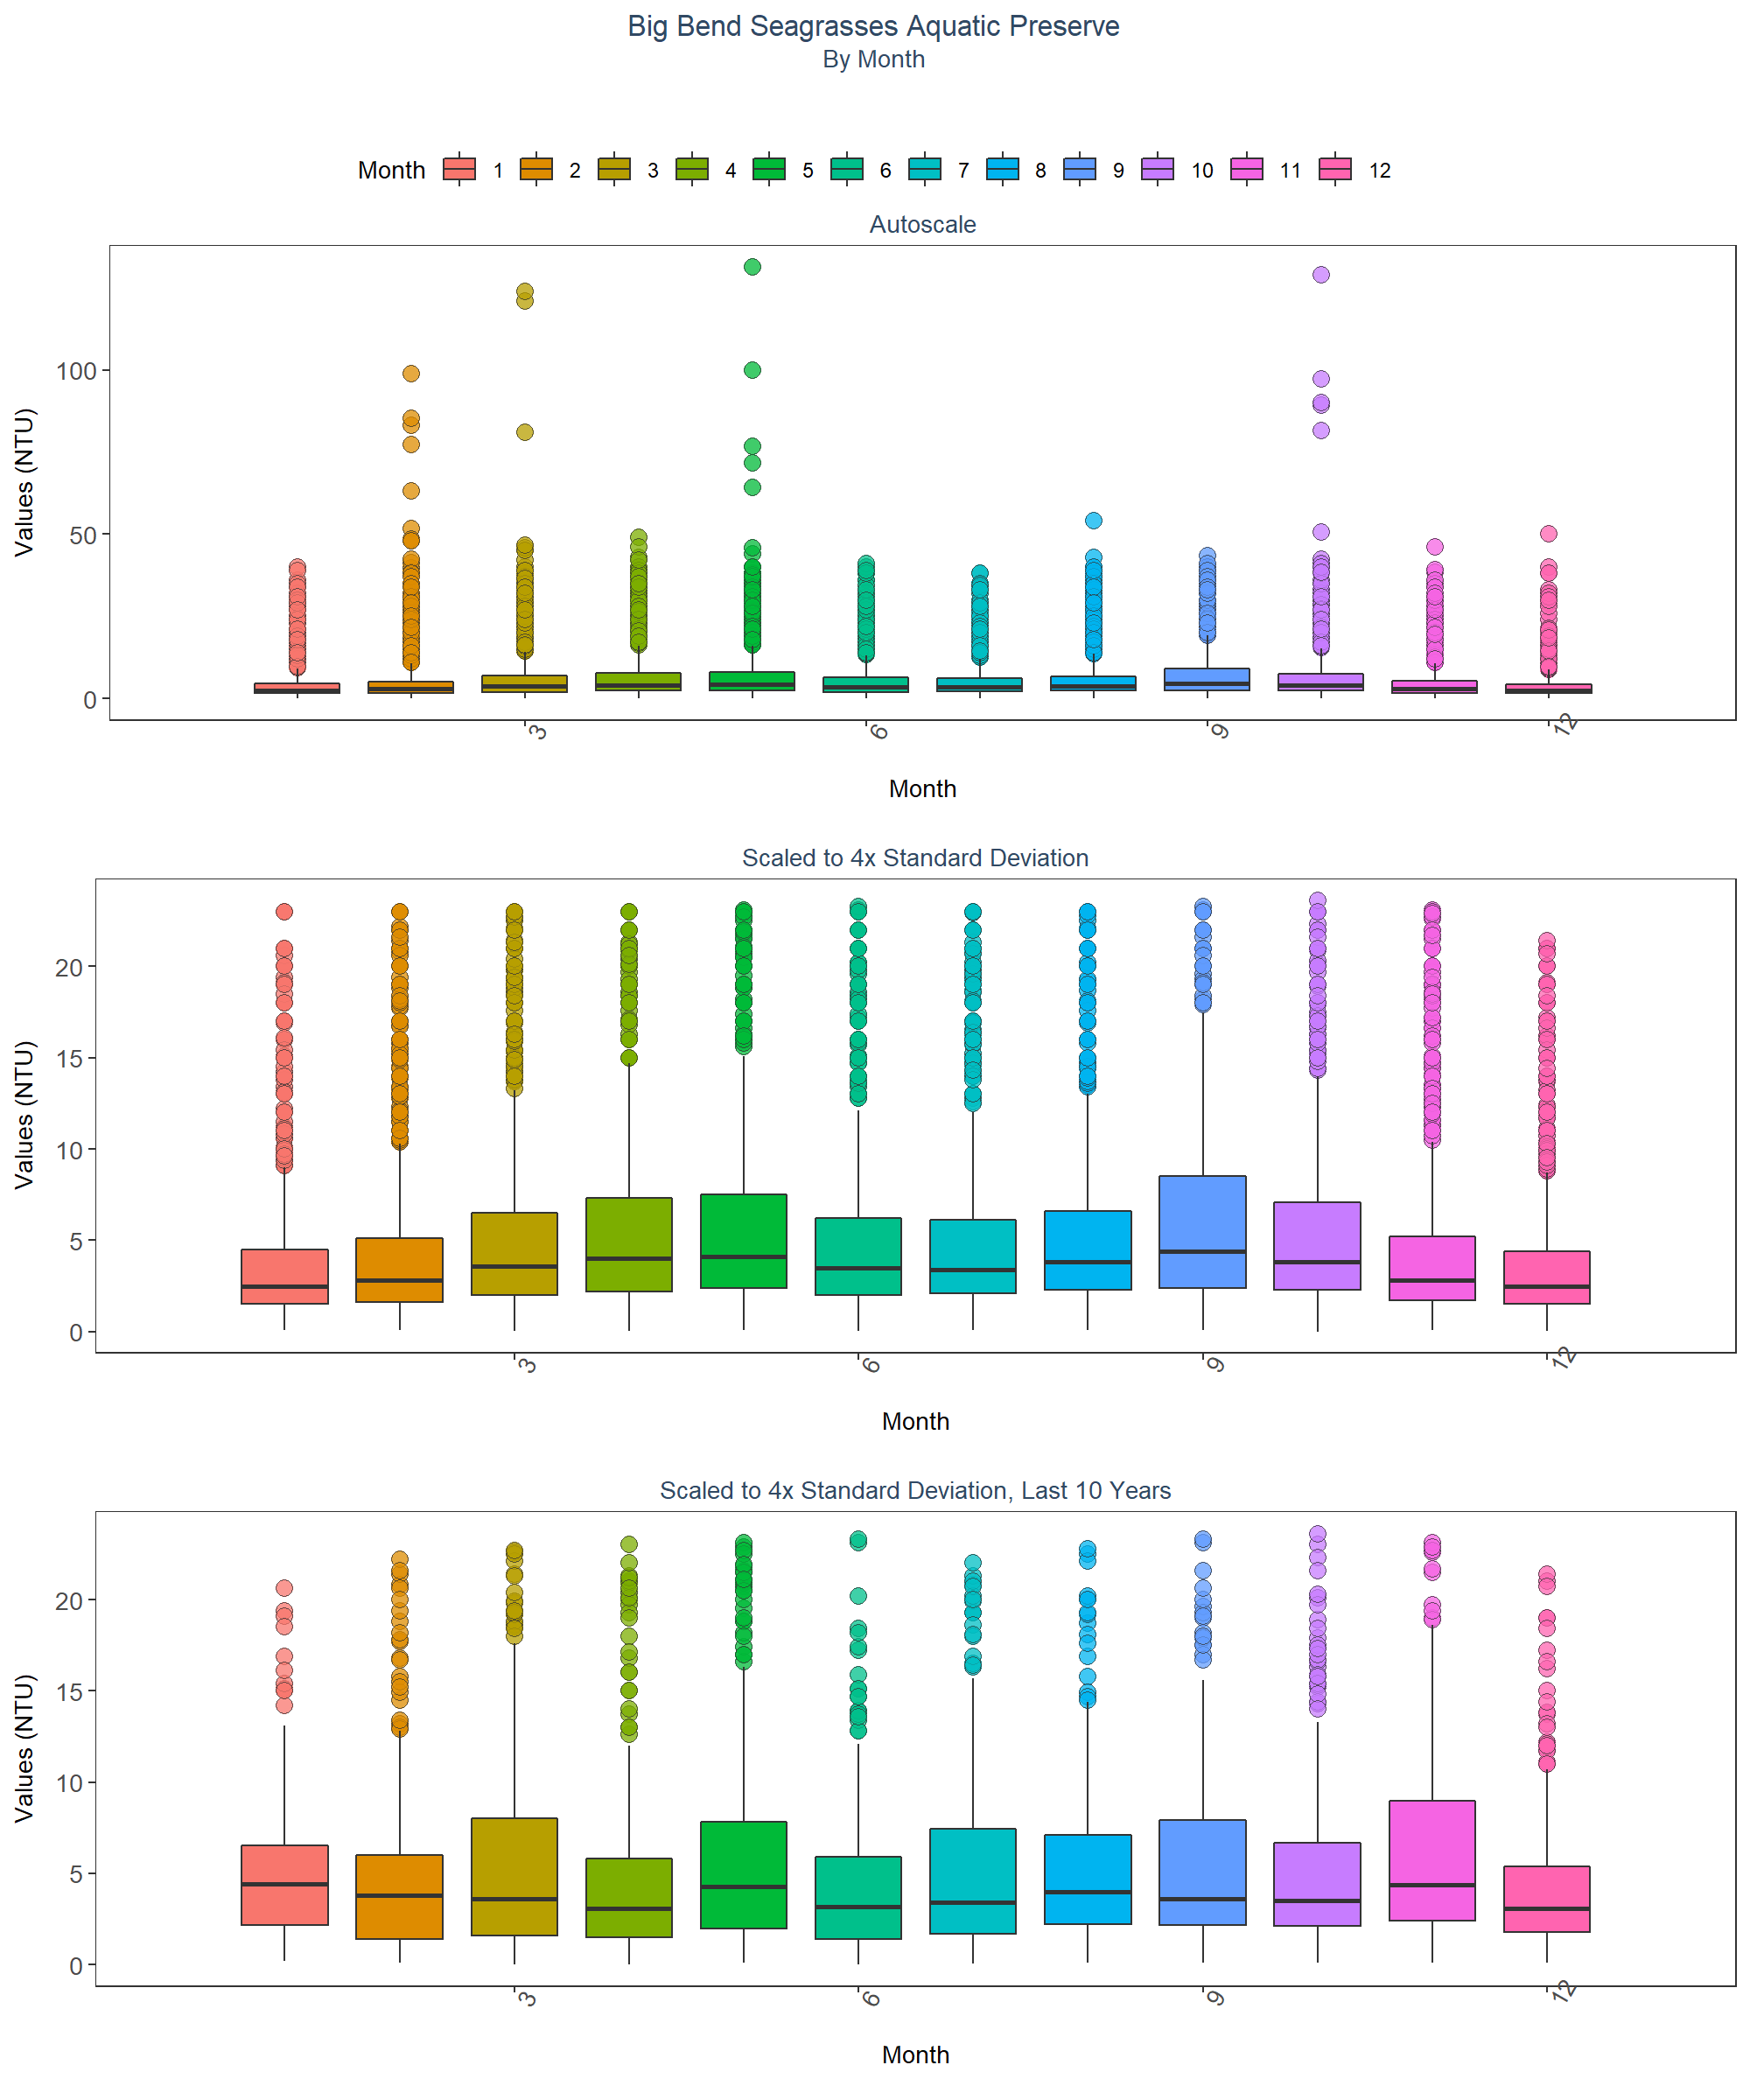 Big Bend Seagrasses Aquatic Preserve
By Month
Month 1 2 3 4 5 6 7 8 9 10 11 12
Autoscale
Values (NTU)
100
50
0
3 6 9 12
Month
Scaled to 4x Standard Deviation
Values (NTU)
20
15
10
5
0
3 6 9 12
Month
Scaled to 4x Standard Deviation, Last 10 Years
Values (NTU)
20
15
10
5
0
3 6 9 12
Month